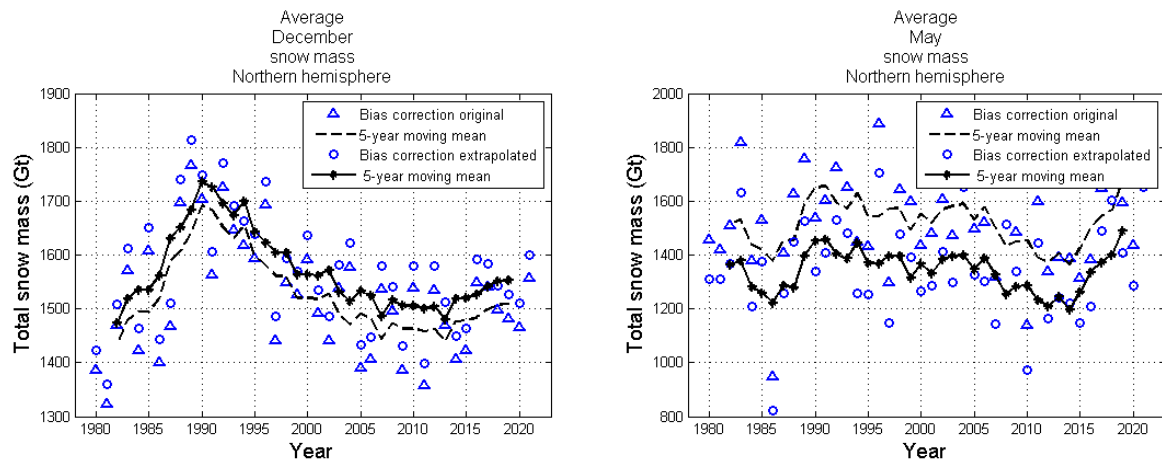 Average
December
snow mass
Northern hemisphere
1900
1800
1700
1600
1500
1400
1300
Total snow mass (Gt)
Bias correction original
5-year moving mean
Bias correction extrapolated
5-year moving mean
1980 1985 1990 1995 2000 2005 2010 2015 2020
Year
Average
May
snow mass
Northern hemisphere
2000
1800
1600
1400
1200
1000
800
Total snow mass (Gt)
Bias correction original
5-year moving mean
Bias correction extrapolated
5-year moving mean
1980 1985 1990 1995 2000 2005 2010 2015 2020
Year